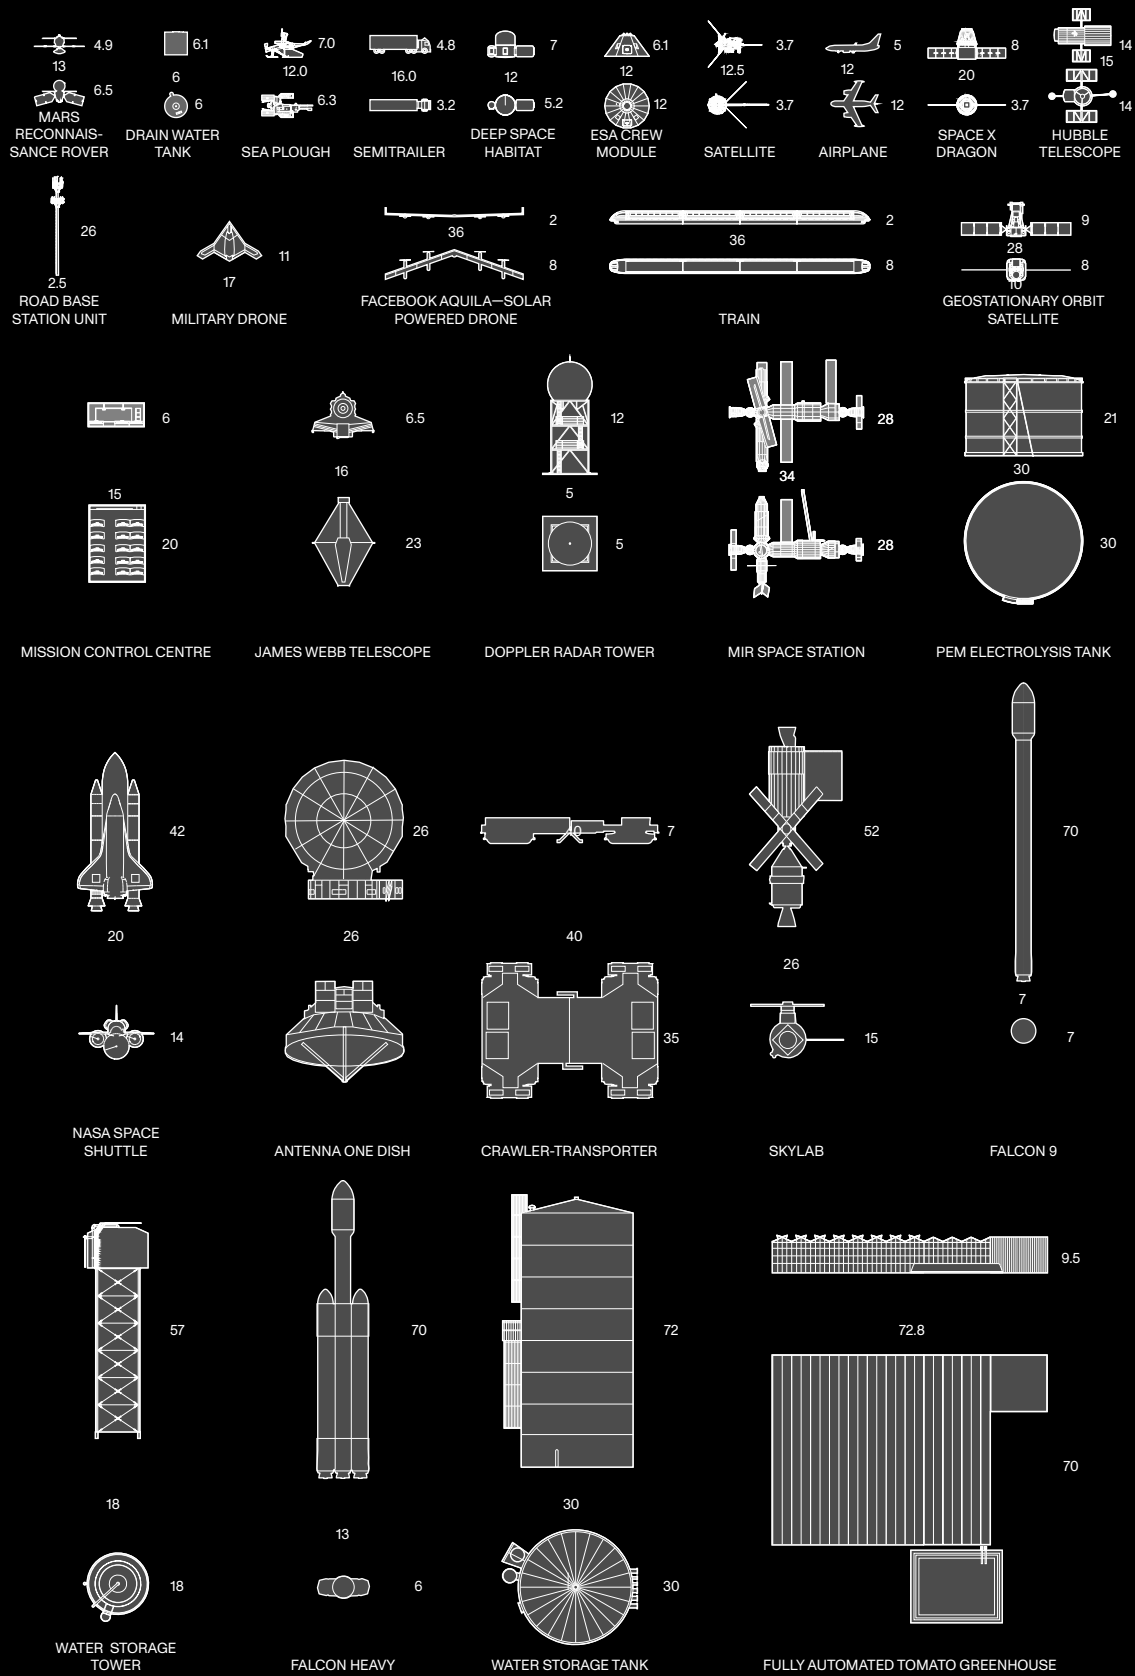 4.9
13
6.5
MARS
RECONNAIS-
SANCE ROVER
6.1
6
6
DRAIN WATER
TANK
7.0
12.0
6.3
SEA PLOUGH
4.8
16.0
3.2
SEMITRAILER
7
12
5.2
DEEP SPACE
HABITAT
6.1
12
12
ESA CREW
MODULE
3.7
12.5
3.7
SATELLITE
5
12
12
AIRPLANE
8
20
3.7
SPACE X
DRAGON
14
15
14
HUBBLE
TELESCOPE
26
2.5
ROAD BASE
STATION UNIT
11
17
MILITARY DRONE
2
36
8
FACEBOOK AQUILA—SOLAR
POWERED DRONE
2
36
8
TRAIN
9
28
8
10
GEOSTATIONARY ORBIT
SATELLITE
6
15
20
MISSION CONTROL CENTRE
6.5
16
23
JAMES WEBB TELESCOPE
12
5
5
DOPPLER RADAR TOWER
28
34
28
MIR SPACE STATION
21
30
30
PEM ELECTROLYSIS TANK
42
20
14
NASA SPACE
SHUTTLE
26
26
ANTENNA ONE DISH
0
7
40
35
CRAWLER-TRANSPORTER
52
26
15
SKYLAB
70
7
7
FALCON 9
57
18
18
WATER STORAGE
TOWER
70
13
6
FALCON HEAVY
72
30
30
WATER STORAGE TANK
9.5
72.8
70
FULLY AUTOMATED TOMATO GREENHOUSE